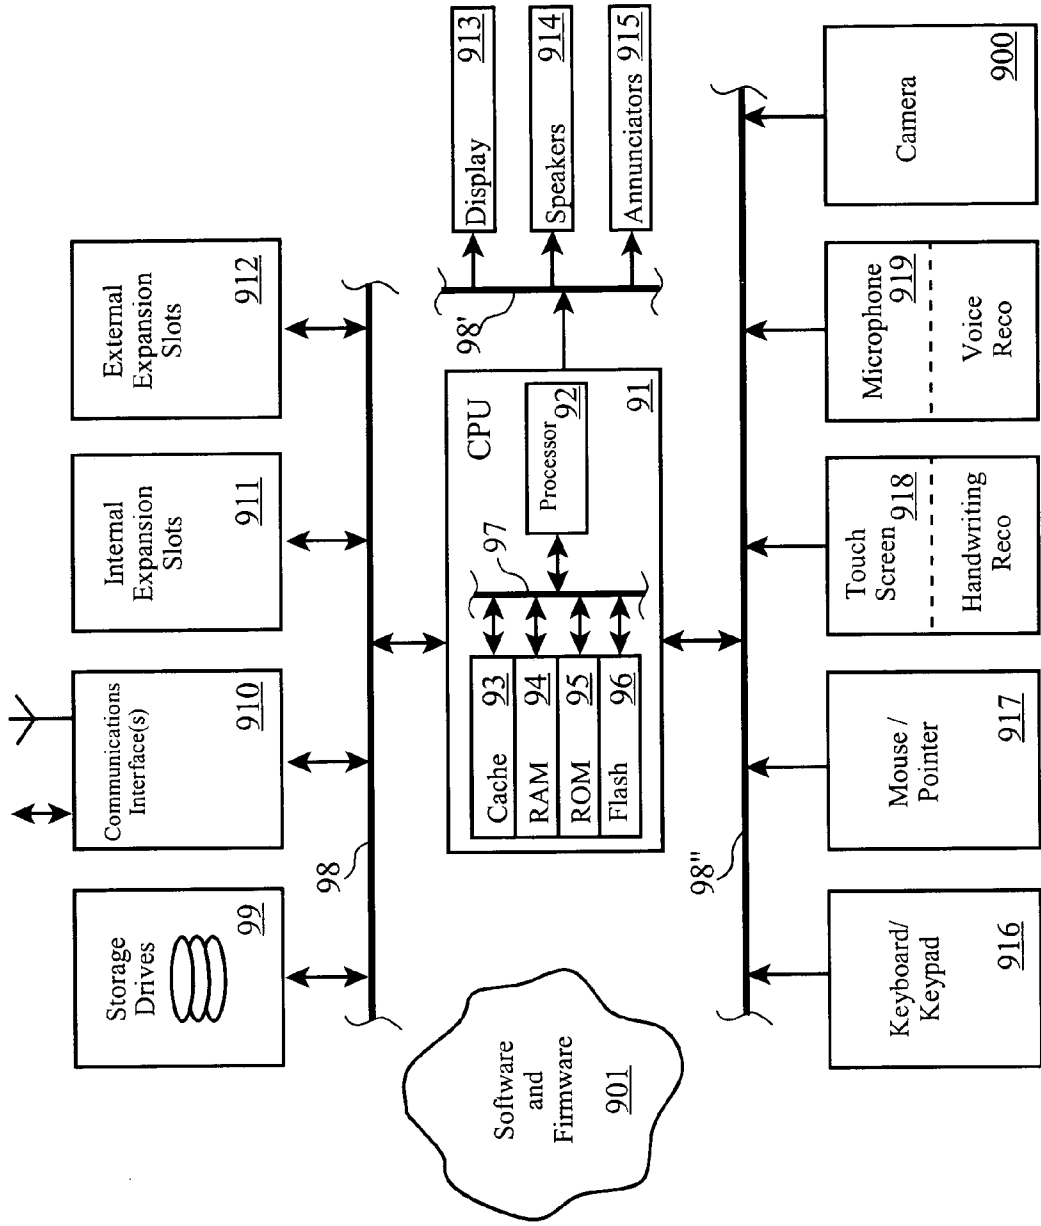 Storage
Drives
99
Communications
Interface(s)
910
Internal
Expansion
Slots
911
External
Expansion
Slots
912
98
CPU
Cache
93
RAM
94
ROM
95
Flash
96
97
Processor
92
91
98'
Display
913
Speakers
914
Annunciators
915
Software
and
Firmware
901
98"
Keyboard/
Keypad
916
Mouse /
Pointer
917
Touch
Screen
918
Handwriting
Reco
Microphone
919
Voice
Reco
Camera
900